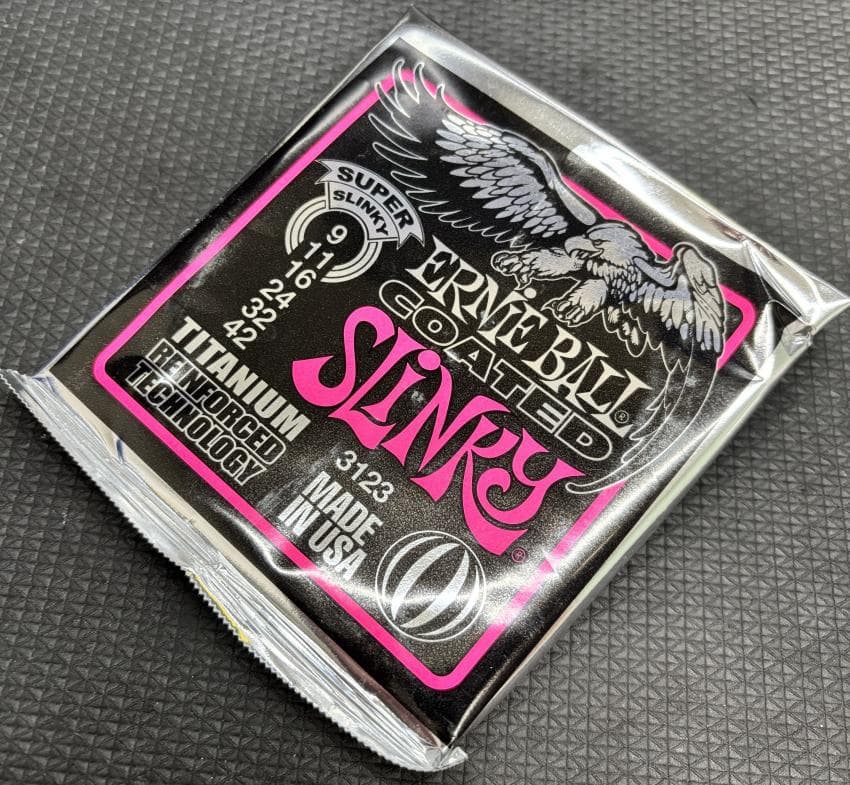 SUPER
SLINKY
9
11
16
24
32
42
ERNIE BALL®
COATED
SLINKY®
TITANIUM
REINFORCED
TECHNOLOGY
3123
MADE
IN USA